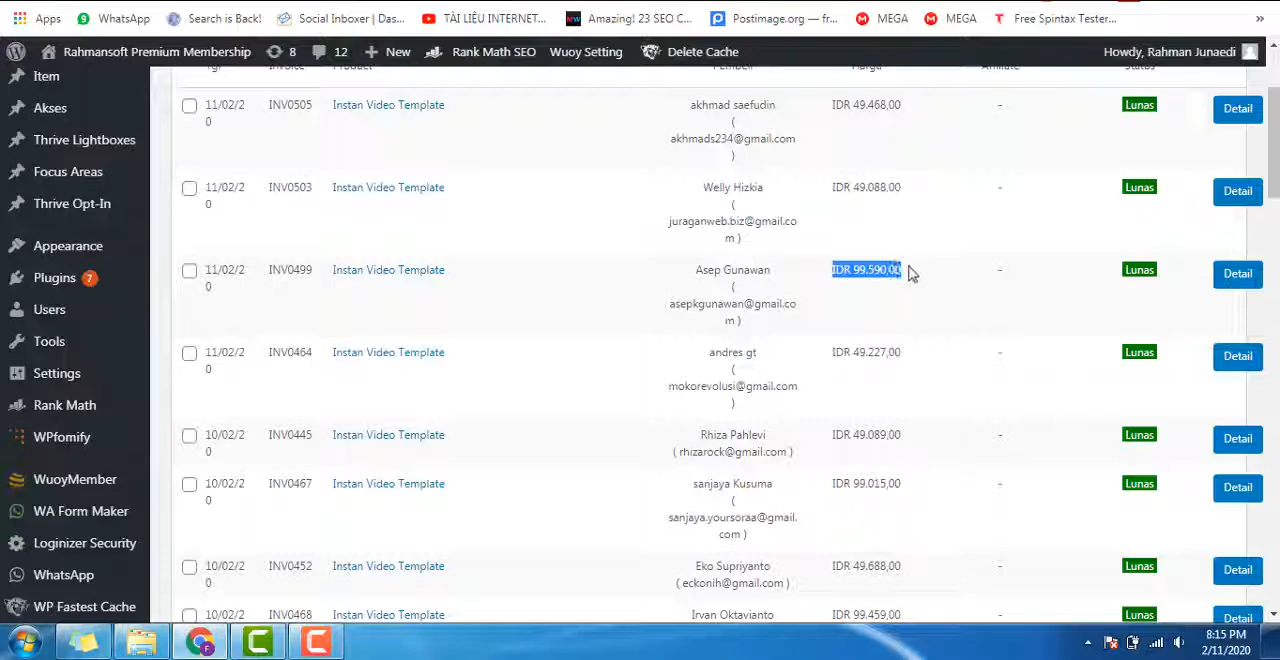 Apps WhatsApp Search is Back! Social Inboxer | Das... TÀI LIỆU INTERNET... Amazing! 23 SEO C... Postimage.org — fr... MEGA MEGA Free Spintax Tester... »
Rahmansoft Premium Membership 8 12 New Rank Math SEO Wuoy Setting Delete Cache Howdy, Rahman Junaedi
Item
Akses
Thrive Lightboxes
Focus Areas
Thrive Opt-In
Appearance
Plugins 7
Users
Tools
Settings
Rank Math
WPfomify
WuoyMember
WA Form Maker
Loginizer Security
WhatsApp
WP Fastest Cache
Tgl Invoice Product Pembeli Harga Affiliate Status
11/02/2 INV0505 Instan Video Template akhmad saefudin IDR 49.468,00 - Lunas Detail
0 (
akhmads234@gmail.com
)
11/02/2 INV0503 Instan Video Template Welly Hizkia IDR 49.088,00 - Lunas Detail
0 (
juraganweb.biz@gmail.co
m )
11/02/2 INV0499 Instan Video Template Asep Gunawan IDR 99.590,00 - Lunas Detail
0 (
asepkgunawan@gmail.co
m )
11/02/2 INV0464 Instan Video Template andres gt IDR 49.227,00 - Lunas Detail
0 (
mokorevolusi@gmail.com
)
10/02/2 INV0445 Instan Video Template Rhiza Pahlevi IDR 49.089,00 - Lunas Detail
0 ( rhizarock@gmail.com )
10/02/2 INV0467 Instan Video Template sanjaya Kusuma IDR 99.015,00 - Lunas Detail
0 (
sanjaya.yoursoraa@gmail.
com )
10/02/2 INV0452 Instan Video Template Eko Supriyanto IDR 49.688,00 - Lunas Detail
0 ( eckonih@gmail.com )
10/02/2 INV0468 Instan Video Template Irvan Oktavianto IDR 99.459,00 - Lunas Detail
8:15 PM
2/11/2020